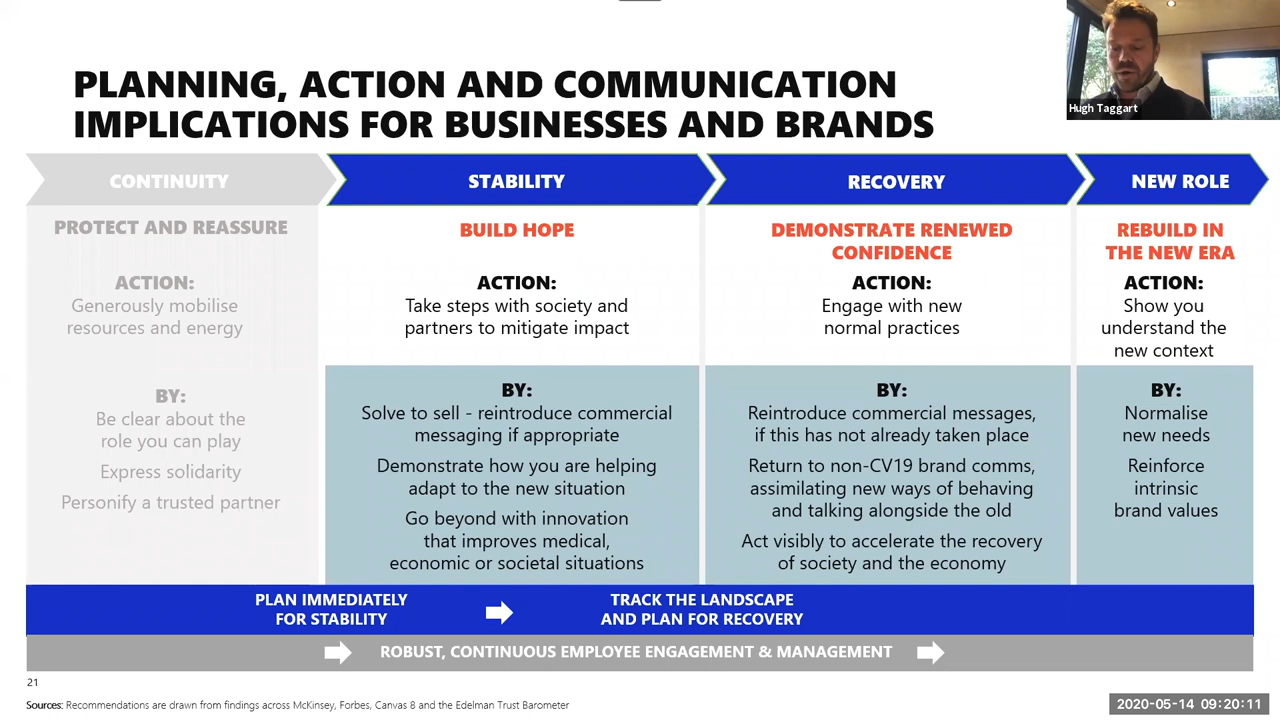 PLANNING, ACTION AND COMMUNICATION
IMPLICATIONS FOR BUSINESSES AND BRANDS
Hugh Taggart
CONTINUITY
PROTECT AND REASSURE
ACTION:
Generously mobilise
resources and energy
BY:
Be clear about the
role you can play
Express solidarity
Personify a trusted partner
STABILITY
BUILD HOPE
ACTION:
Take steps with society and
partners to mitigate impact
BY:
Solve to sell - reintroduce commercial
messaging if appropriate
Demonstrate how you are helping
adapt to the new situation
Go beyond with innovation
that improves medical,
economic or societal situations
RECOVERY
DEMONSTRATE RENEWED
CONFIDENCE
ACTION:
Engage with new
normal practices
BY:
Reintroduce commercial messages,
if this has not already taken place
Return to non-CV19 brand comms,
assimilating new ways of behaving
and talking alongside the old
Act visibly to accelerate the recovery
of society and the economy
NEW ROLE
REBUILD IN
THE NEW ERA
ACTION:
Show you
understand the
new context
BY:
Normalise
new needs
Reinforce
intrinsic
brand values
PLAN IMMEDIATELY
FOR STABILITY
TRACK THE LANDSCAPE
AND PLAN FOR RECOVERY
ROBUST, CONTINUOUS EMPLOYEE ENGAGEMENT & MANAGEMENT
21
Sources: Recommendations are drawn from findings across McKinsey, Forbes, Canvas 8 and the Edelman Trust Barometer
2020-05-14 09:20:11